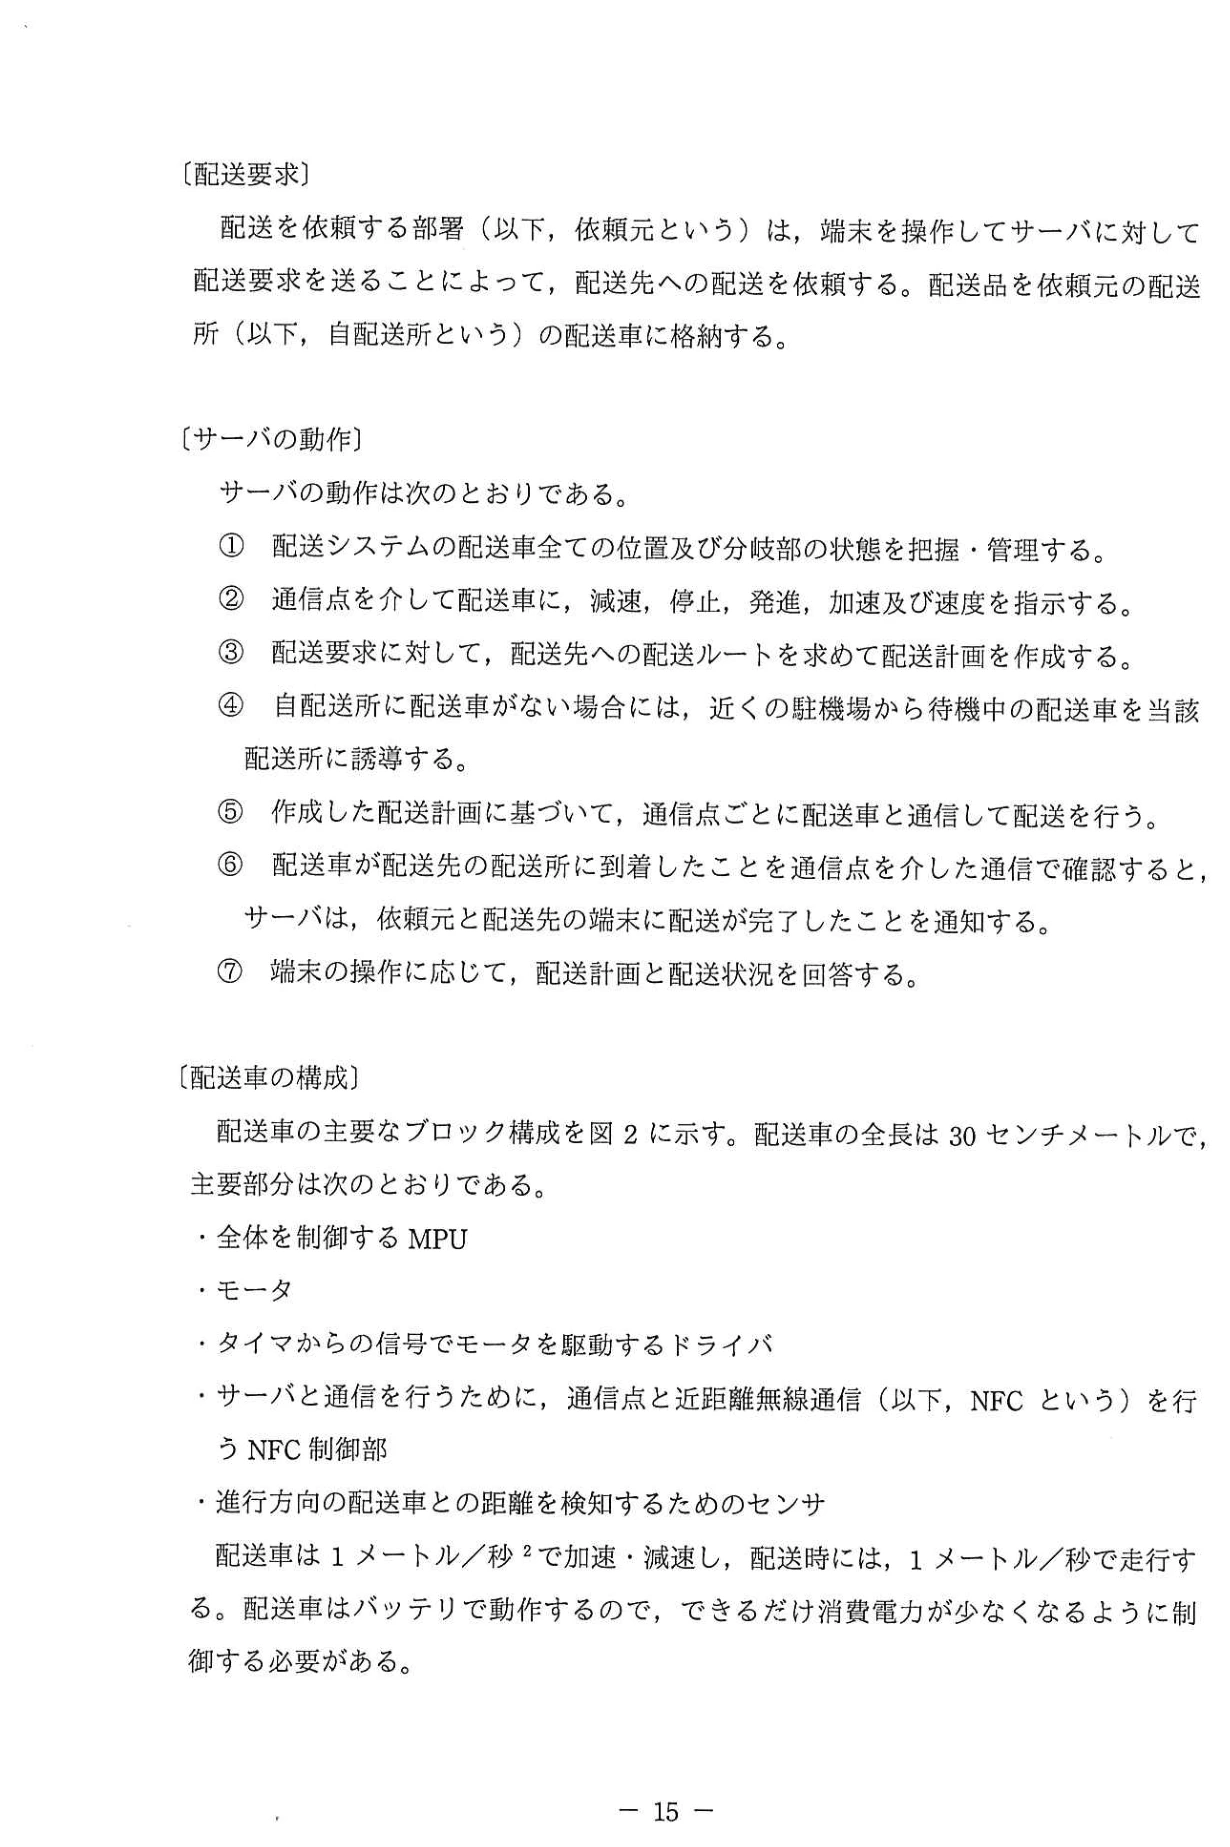 〔配送要求〕
配送を依頼する部署（以下，依頼元という）は，端末を操作してサーバに対して
配送要求を送ることによって，配送先への配送を依頼する。配送品を依頼元の配送
所（以下，自配送所という）の配送車に格納する。
〔サーバの動作〕
サーバの動作は次のとおりである。
① 配送システムの配送車全ての位置及び分岐部の状態を把握・管理する。
② 通信点を介して配送車に，減速，停止，発進，加速及び速度を指示する。
③ 配送要求に対して，配送先への配送ルートを求めて配送計画を作成する。
④ 自配送所に配送車がない場合には，近くの駐機場から待機中の配送車を当該
配送所に誘導する。
⑤ 作成した配送計画に基づいて，通信点ごとに配送車と通信して配送を行う。
⑥ 配送車が配送先の配送所に到着したことを通信点を介した通信で確認すると，
サーバは，依頼元と配送先の端末に配送が完了したことを通知する。
⑦ 端末の操作に応じて，配送計画と配送状況を回答する。
〔配送車の構成〕
配送車の主要なブロック構成を図 2 に示す。配送車の全長は 30 センチメートルで，
主要部分は次のとおりである。
・全体を制御する MPU
・モータ
・タイマからの信号でモータを駆動するドライバ
・サーバと通信を行うために，通信点と近距離無線通信（以下，NFC という）を行
う NFC 制御部
・進行方向の配送車との距離を検知するためのセンサ
配送車は 1 メートル／秒²で加速・減速し，配送時には，1 メートル／秒で走行す
る。配送車はバッテリで動作するので，できるだけ消費電力が少なくなるように制
御する必要がある。
－ 15 －